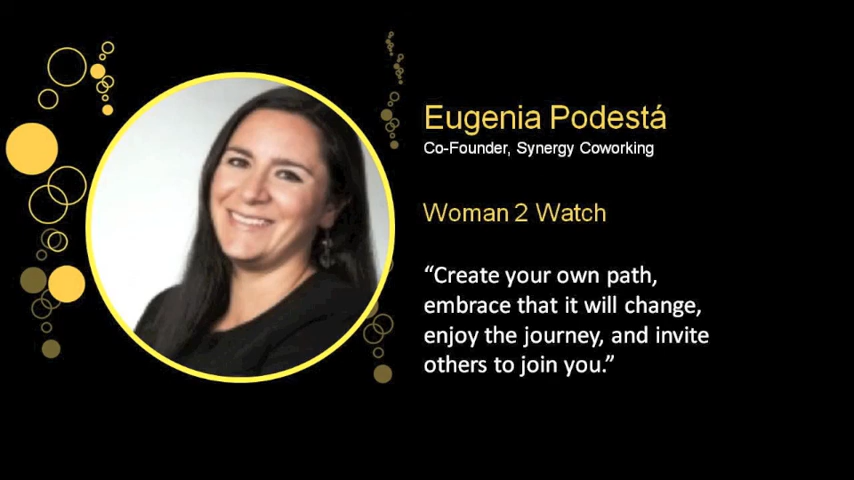 Eugenia Podestá
Co-Founder, Synergy Coworking
Woman 2 Watch
“Create your own path,
embrace that it will change,
enjoy the journey, and invite
others to join you.”